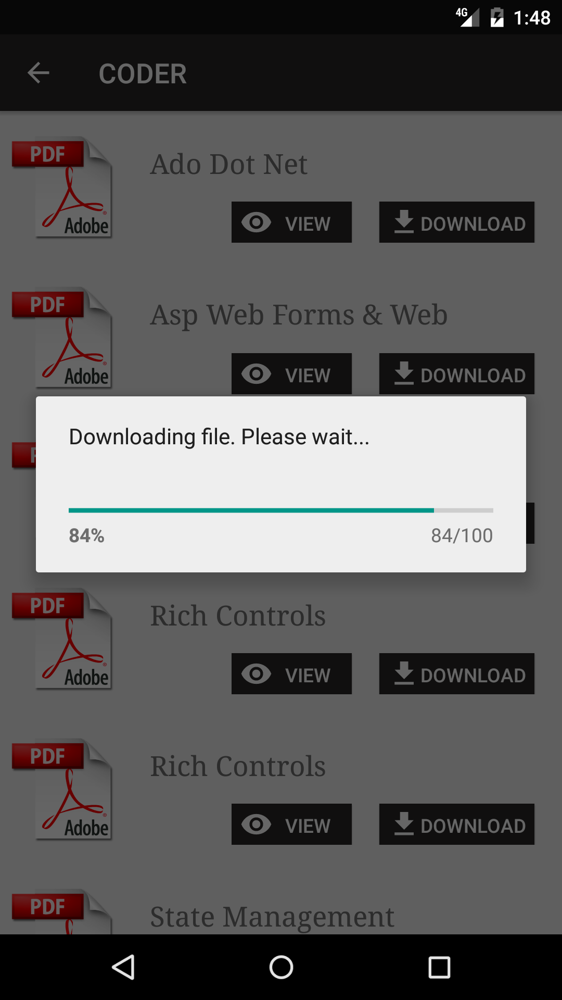 4G 1:48
CODER
PDF
Adobe
Ado Dot Net
VIEW DOWNLOAD
PDF
Adobe
Asp Web Forms & Web
VIEW DOWNLOAD
Downloading file. Please wait...
84% 84/100
PDF
Adobe
Rich Controls
VIEW DOWNLOAD
PDF
Adobe
Rich Controls
VIEW DOWNLOAD
PDF
State Management